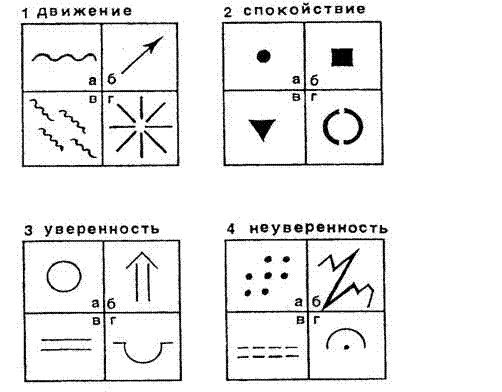 1 движение
а б
в г
2 спокойствие
а б
в г
3 уверенность
а б
в г
4 неуверенность
а б
в г